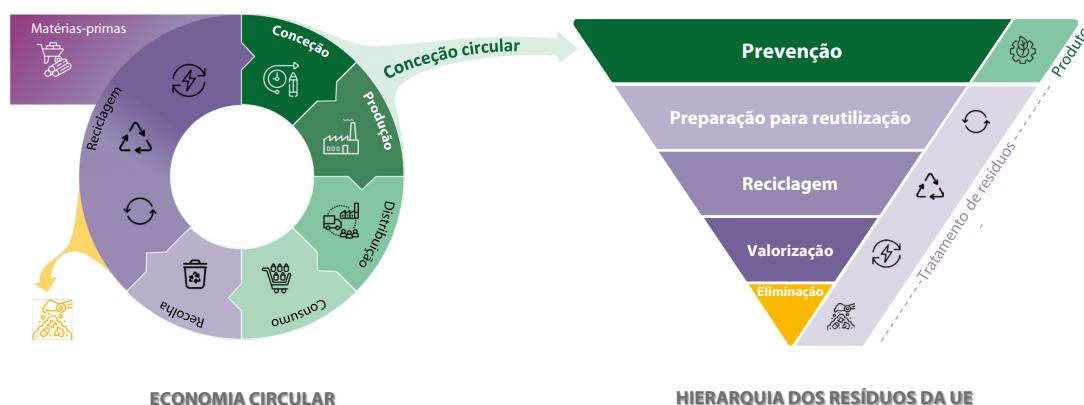 Matérias-primas
Conceção
Produção
Distribuição
Consumo
Recolha
Reciclagem
Conceção circular
Prevenção
Preparação para reutilização
Reciclagem
Valorização
Eliminação
Produto
Tratamento de resíduos
ECONOMIA CIRCULAR
HIERARQUIA DOS RESÍDUOS DA UE